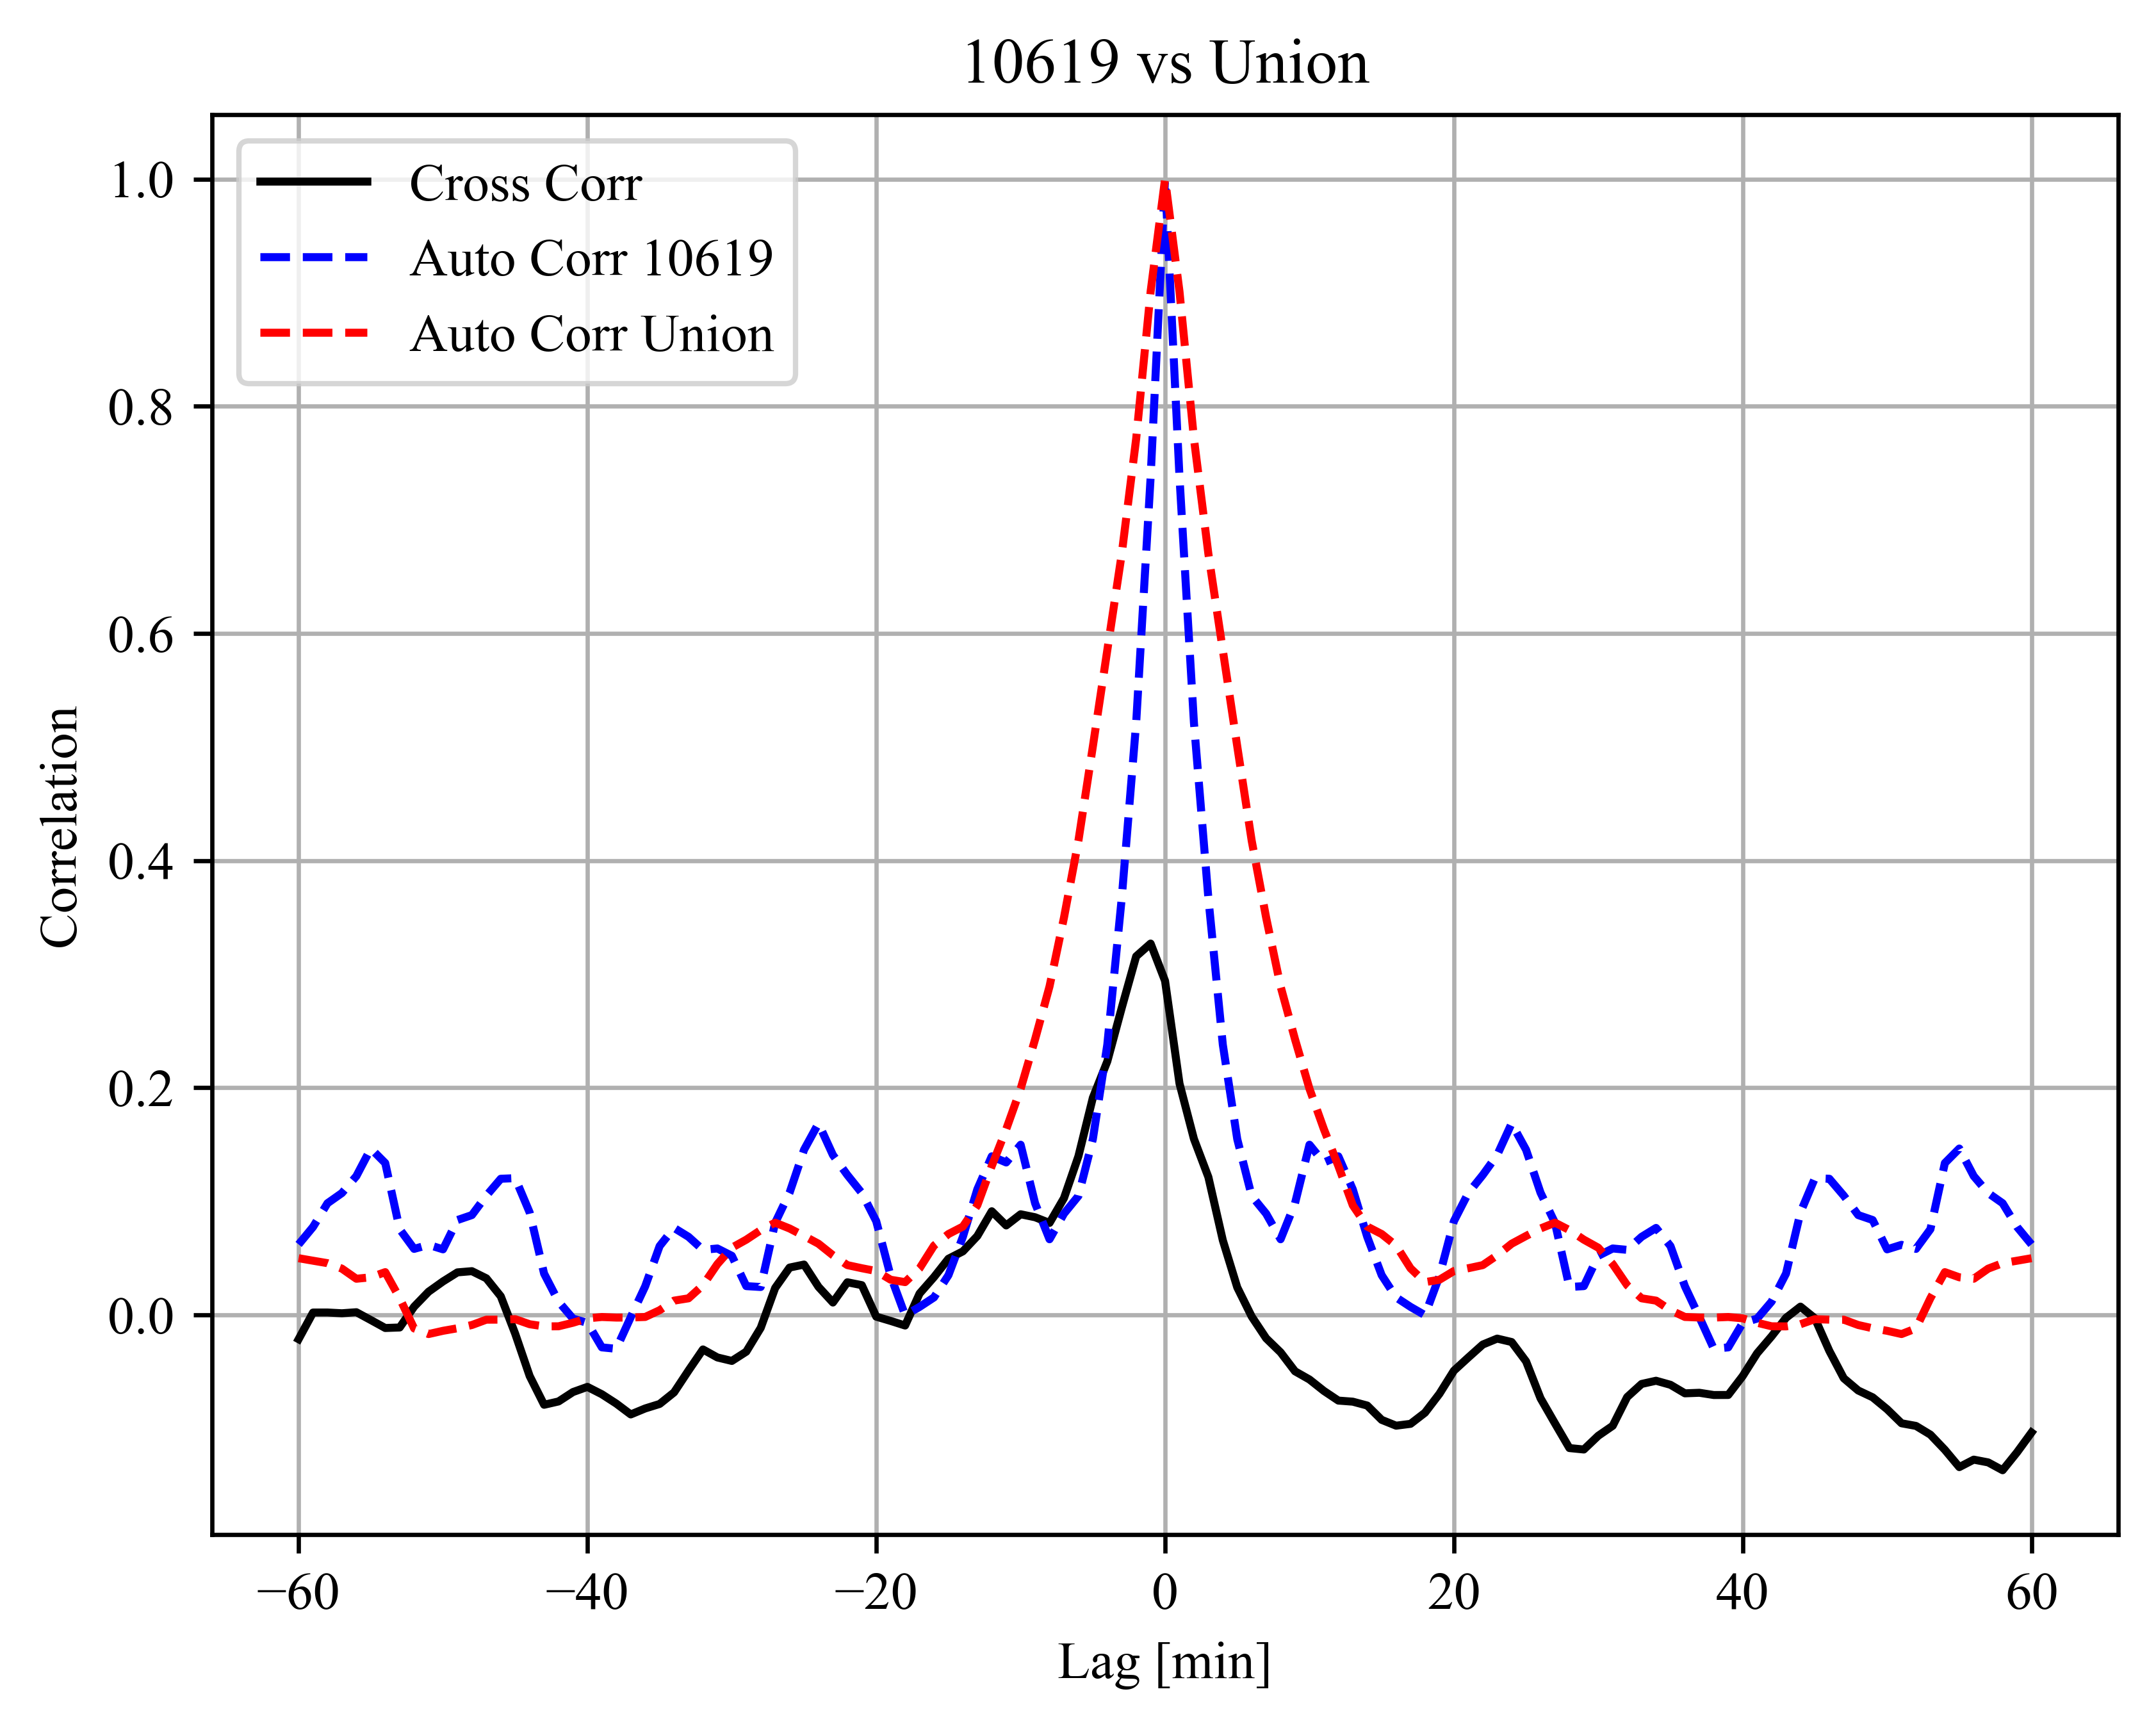 10619 vs Union
Cross Corr
Auto Corr 10619
Auto Corr Union
1.0
0.8
0.6
0.4
0.2
0.0
Correlation
−60
−40
−20
0
20
40
60
Lag [min]